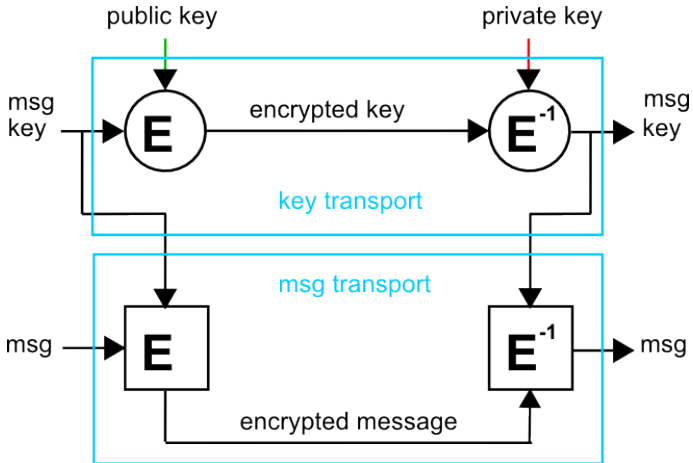 public key
private key
msg
key
encrypted key
msg
key
E
E-1
key transport
msg transport
msg
E
E-1
msg
encrypted message